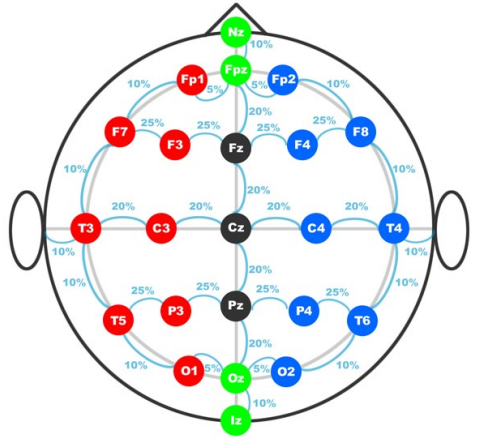 Nz
10%
Fpz
Fp1 Fp2
10% 5% 5% 10%
20%
F7 25% 25% 25% 25% F8
F3 Fz F4
10% 10%
20%
20% 20% 20% 20%
T3 C3 Cz C4 T4
10% 10%
10% 20% 10%
25% 25% 25% 25%
T5 P3 Pz P4 T6
20%
10% O1 5% Oz 5% O2 10%
10%
Iz